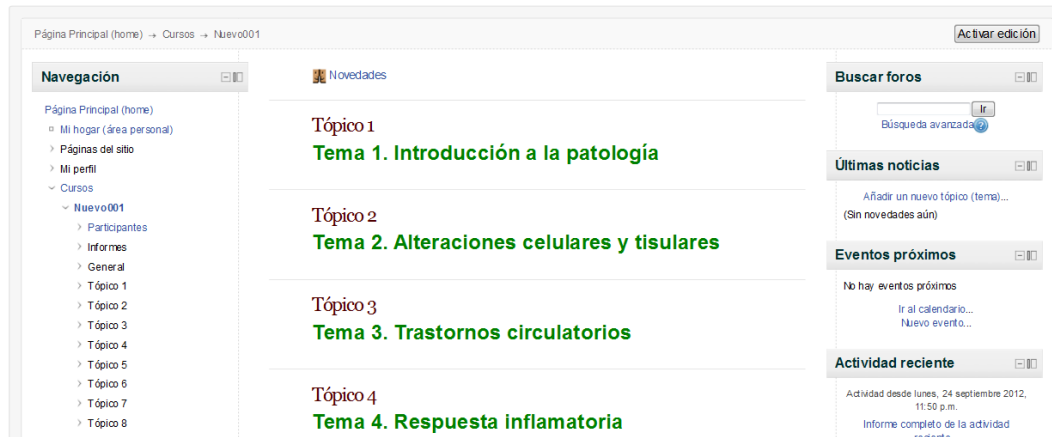 Página Principal (home) → Cursos → Nuevo001
Activar edición
Navegación
Página Principal (home)
Mi hogar (área personal)
Páginas del sitio
Mi perfil
Cursos
Nuevo001
Participantes
Informes
General
Tópico 1
Tópico 2
Tópico 3
Tópico 4
Tópico 5
Tópico 6
Tópico 7
Tópico 8
Novedades
Tópico 1
Tema 1. Introducción a la patología
Tópico 2
Tema 2. Alteraciones celulares y tisulares
Tópico 3
Tema 3. Trastornos circulatorios
Tópico 4
Tema 4. Respuesta inflamatoria
Buscar foros
Ir
Búsqueda avanzada
Últimas noticias
Añadir un nuevo tópico (tema)...
(Sin novedades aún)
Eventos próximos
No hay eventos próximos
Ir al calendario...
Nuevo evento...
Actividad reciente
Actividad desde lunes, 24 septiembre 2012,
11:50 p.m.
Informe completo de la actividad